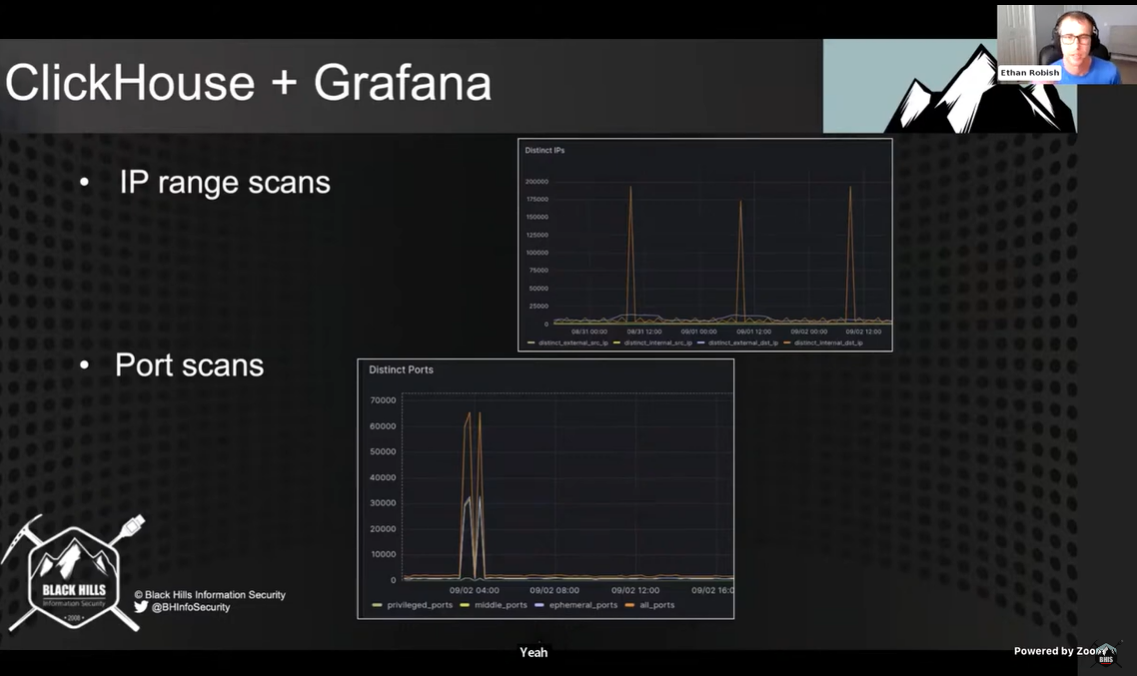 ClickHouse + Grafana
Ethan Robish
• IP range scans
Distinct IPs
200000
175000
150000
125000
100000
75000
50000
25000
0
08/31 00:00 08/31 12:00 09/01 00:00 09/01 12:00 09/02 00:00 09/02 12:00
distinct_external_src_ip distinct_internal_src_ip distinct_external_dst_ip distinct_internal_dst_ip
• Port scans
Distinct Ports
70000
60000
50000
40000
30000
20000
10000
0
09/02 04:00 09/02 08:00 09/02 12:00 09/02 16:0
privileged_ports middle_ports ephemeral_ports all_ports
BLACK HILLS
Information Security
• 2008 •
© Black Hills Information Security
@BHInfoSecurity
Yeah
Powered by Zoom
BHIS